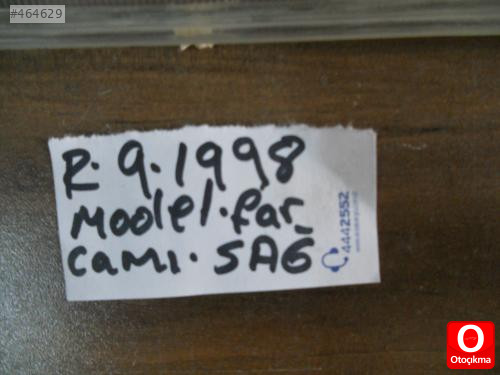 #464629
R. 9. 1998
Model. far
camı. SAĞ
4442552
O
Otoçıkma